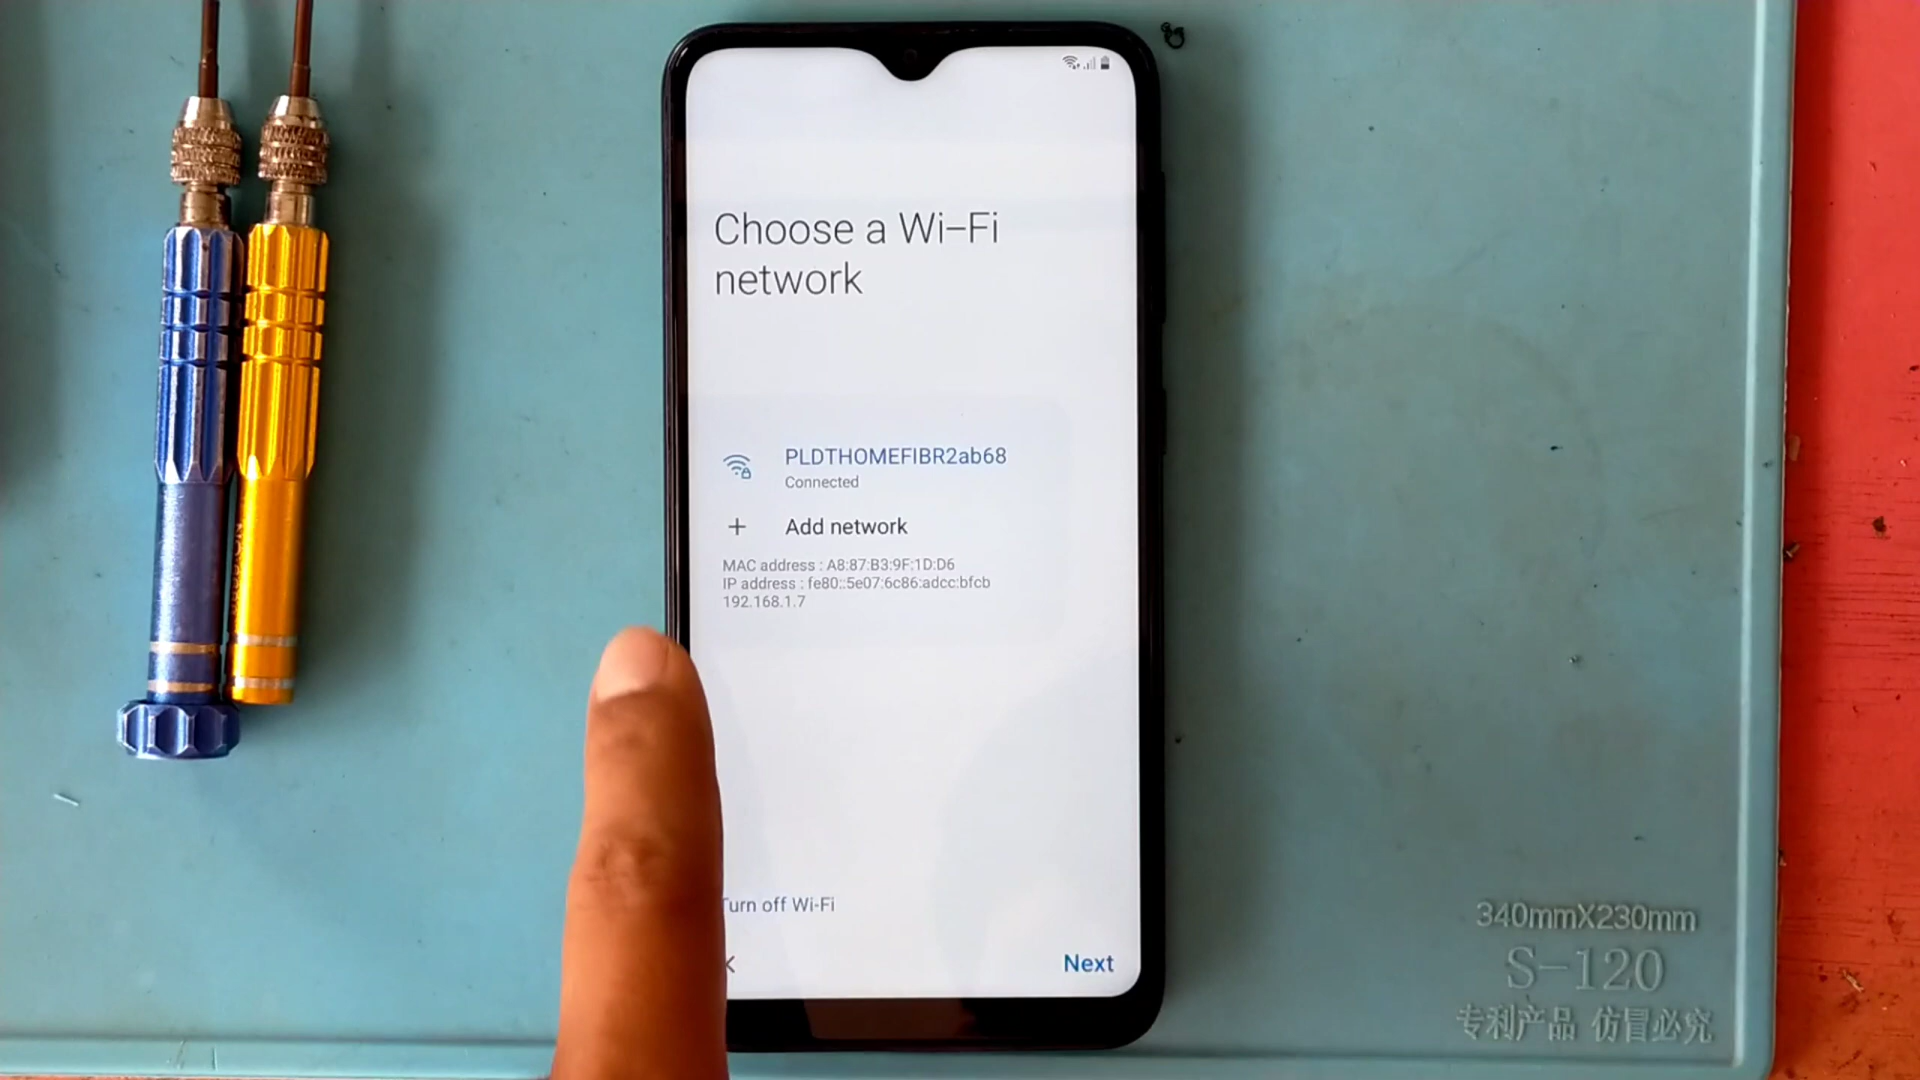 Choose a Wi-Fi
network
PLDTHOMEFIBR2ab68
Connected
+ Add network
MAC address : A8:87:B3:9F:1D:D6
IP address : fe80::5e07:6c86:adcc:bfcb
192.168.1.7
Turn off Wi-Fi
Next
340mmX230mm
S-120
专利产品 仿冒必究